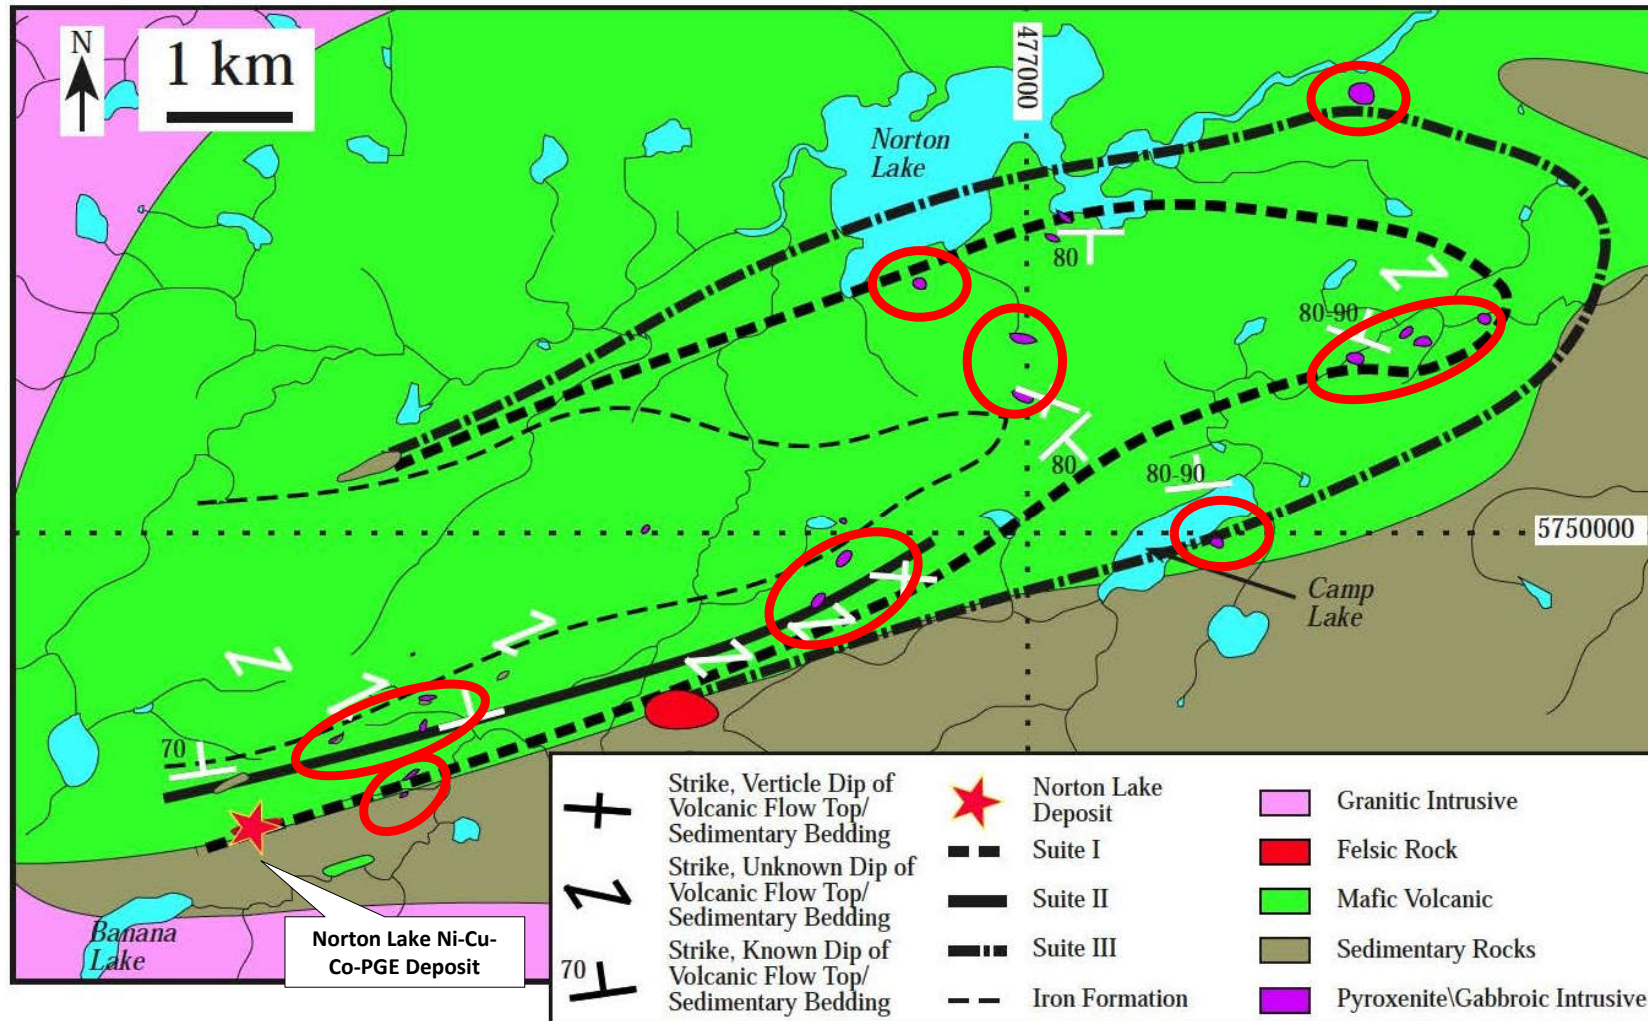 N
1 km
477000
Norton
Lake
80
80-90
80
80-90
5750000
Camp
Lake
70
Banana
Lake
Norton Lake Ni-Cu-
Co-PGE Deposit
Strike, Verticle Dip of
Volcanic Flow Top/
Sedimentary Bedding
Strike, Unknown Dip of
Volcanic Flow Top/
Sedimentary Bedding
70
Strike, Known Dip of
Volcanic Flow Top/
Sedimentary Bedding
Norton Lake
Deposit
Suite I
Suite II
Suite III
Iron Formation
Granitic Intrusive
Felsic Rock
Mafic Volcanic
Sedimentary Rocks
Pyroxenite\Gabbroic Intrusive